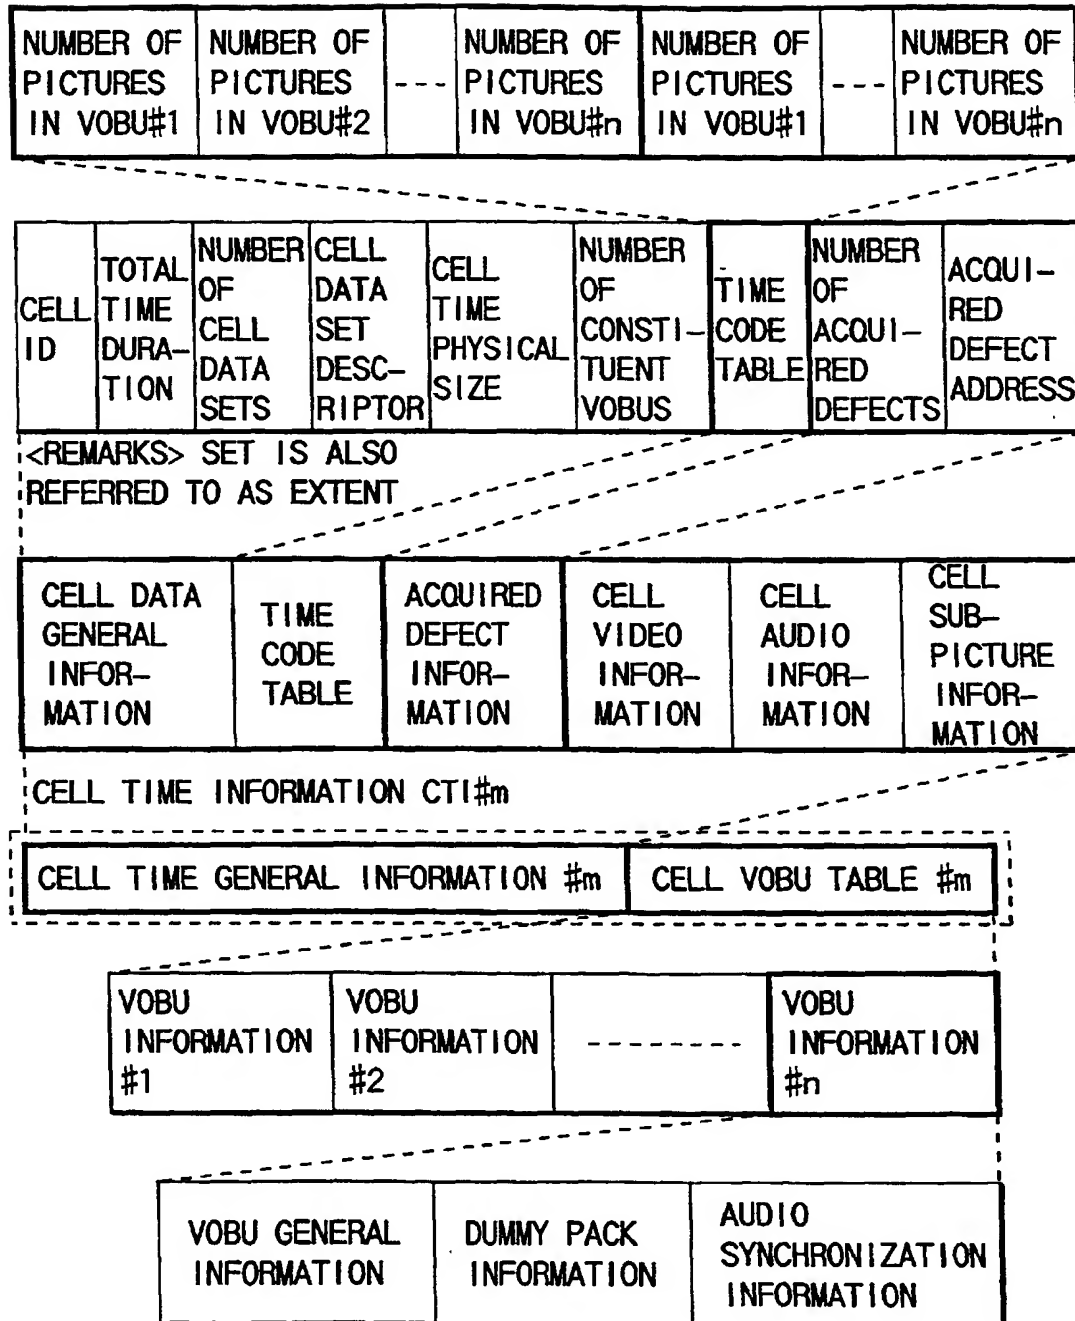 NUMBER OF
PICTURES
IN VOBU#1
NUMBER OF
PICTURES
IN VOBU#2
NUMBER OF
PICTURES
IN VOBU#n
NUMBER OF
PICTURES
IN VOBU#1
NUMBER OF
PICTURES
IN VOBU#n
CELL
ID
TOTAL
TIME
DURA-
TION
NUMBER
OF
CELL
DATA
SETS
CELL
DATA
SET
DESC-
RIPTOR
CELL
TIME
PHYSICAL
SIZE
NUMBER
OF
CONSTI-
TUENT
VOBUS
TIME
CODE
TABLE
NUMBER
OF
ACQUI-
RED
DEFECTS
ACQUI-
RED
DEFECT
ADDRESS
<REMARKS> SET IS ALSO
REFERRED TO AS EXTENT
CELL DATA
GENERAL
INFOR-
MATION
TIME
CODE
TABLE
ACQUIRED
DEFECT
INFOR-
MATION
CELL
VIDEO
INFOR-
MATION
CELL
AUDIO
INFOR-
MATION
CELL
SUB-
PICTURE
INFOR-
MATION
CELL TIME INFORMATION CTI#m
CELL TIME GENERAL INFORMATION #m
CELL VOBU TABLE #m
VOBU
INFORMATION
#1
VOBU
INFORMATION
#2
VOBU
INFORMATION
#n
VOBU GENERAL
INFORMATION
DUMMY PACK
INFORMATION
AUDIO
SYNCHRONIZATION
INFORMATION